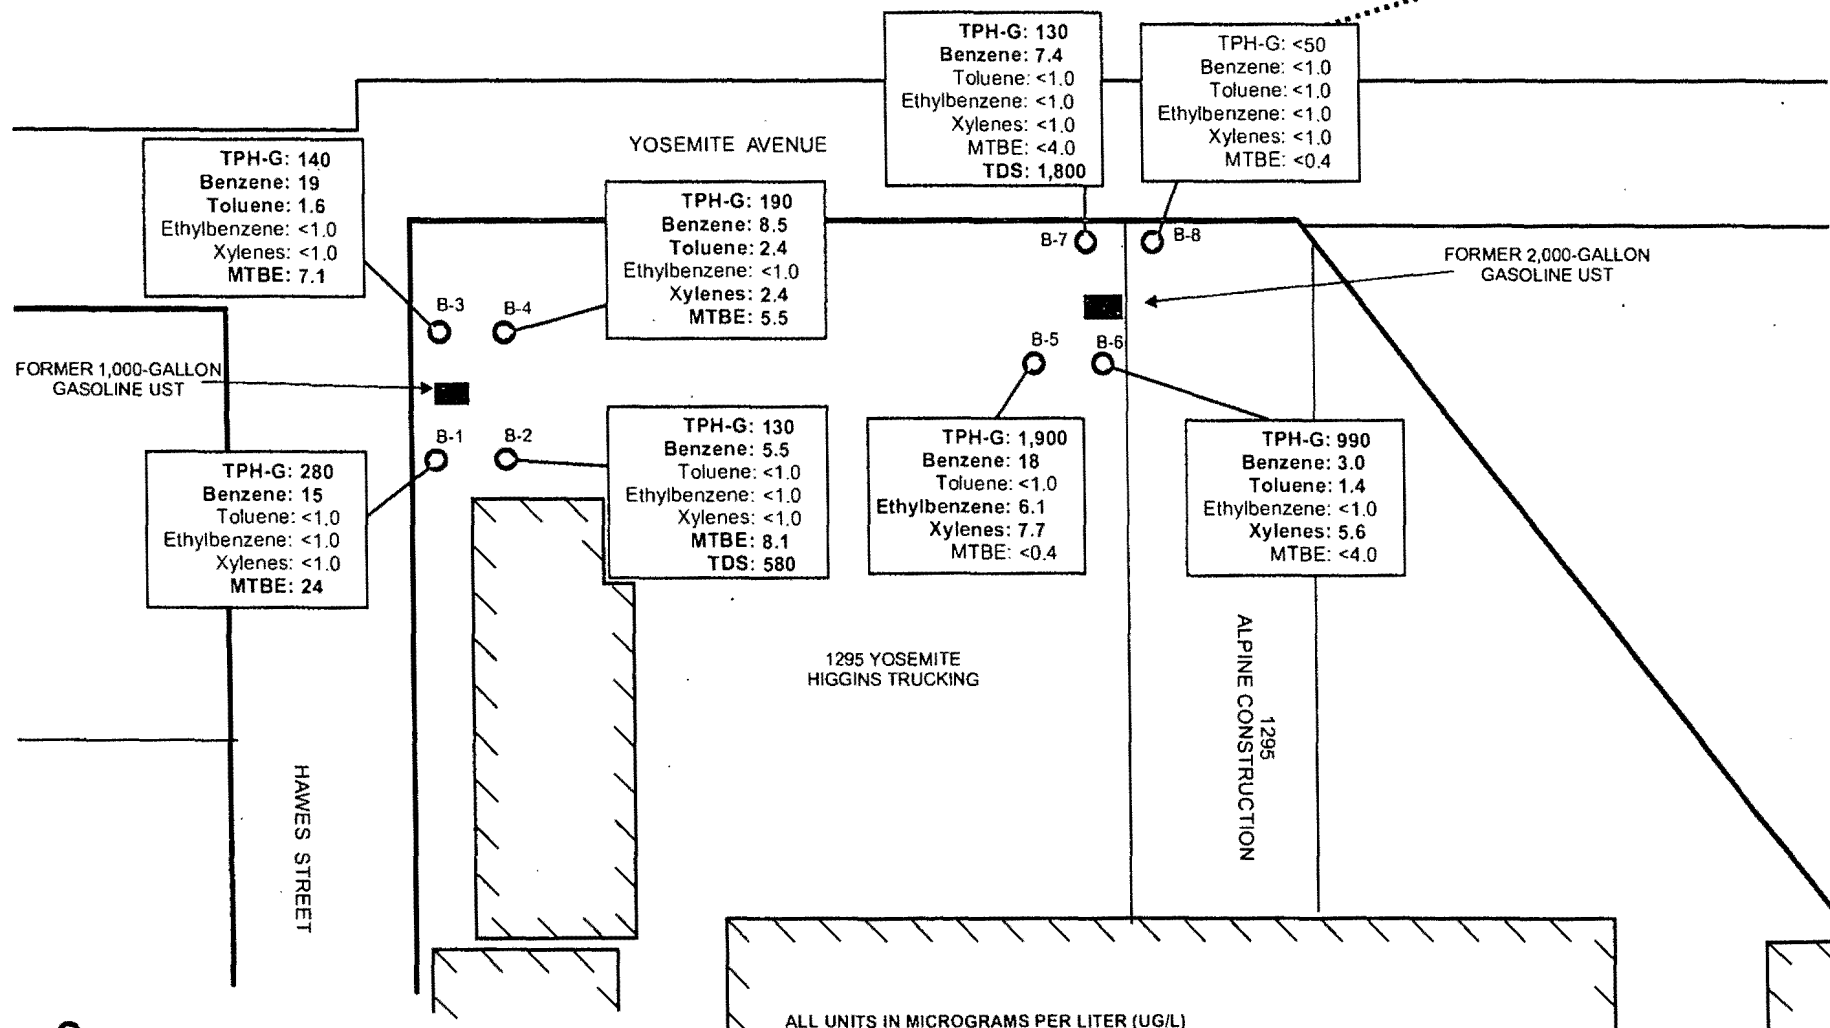 TPH-G: 130
Benzene: 7.4
Toluene: <1.0
Ethylbenzene: <1.0
Xylenes: <1.0
MTBE: <4.0
TDS: 1,800
TPH-G: <50
Benzene: <1.0
Toluene: <1.0
Ethylbenzene: <1.0
Xylenes: <1.0
MTBE: <0.4
YOSEMITE AVENUE
TPH-G: 140
Benzene: 19
Toluene: 1.6
Ethylbenzene: <1.0
Xylenes: <1.0
MTBE: 7.1
TPH-G: 190
Benzene: 8.5
Toluene: 2.4
Ethylbenzene: <1.0
Xylenes: 2.4
MTBE: 5.5
B-7
B-8
FORMER 2,000-GALLON
GASOLINE UST
B-3
B-4
B-5
B-6
FORMER 1,000-GALLON
GASOLINE UST
B-1
B-2
TPH-G: 280
Benzene: 15
Toluene: <1.0
Ethylbenzene: <1.0
Xylenes: <1.0
MTBE: 24
TPH-G: 130
Benzene: 5.5
Toluene: <1.0
Ethylbenzene: <1.0
Xylenes: <1.0
MTBE: 8.1
TDS: 580
TPH-G: 1,900
Benzene: 18
Toluene: <1.0
Ethylbenzene: 6.1
Xylenes: 7.7
MTBE: <0.4
TPH-G: 990
Benzene: 3.0
Toluene: 1.4
Ethylbenzene: <1.0
Xylenes: 5.6
MTBE: <4.0
1295 YOSEMITE
HIGGINS TRUCKING
1295
ALPINE CONSTRUCTION
HAWES STREET
ALL UNITS IN MICROGRAMS PER LITER (UG/L)